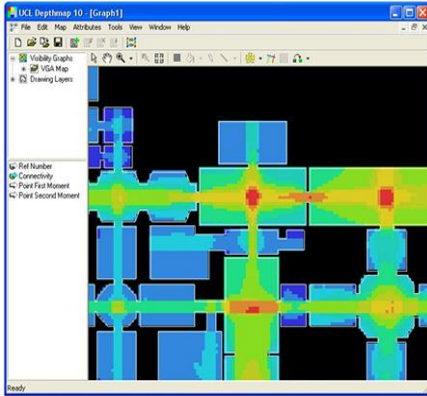 UCL Depthmap 10 - [Graph1]
File Edit Map Attributes Tools View Window Help
Visibility Graphs
VGA Map
Drawing Layers
Ref Number
Connectivity
Point First Moment
Point Second Moment
Ready